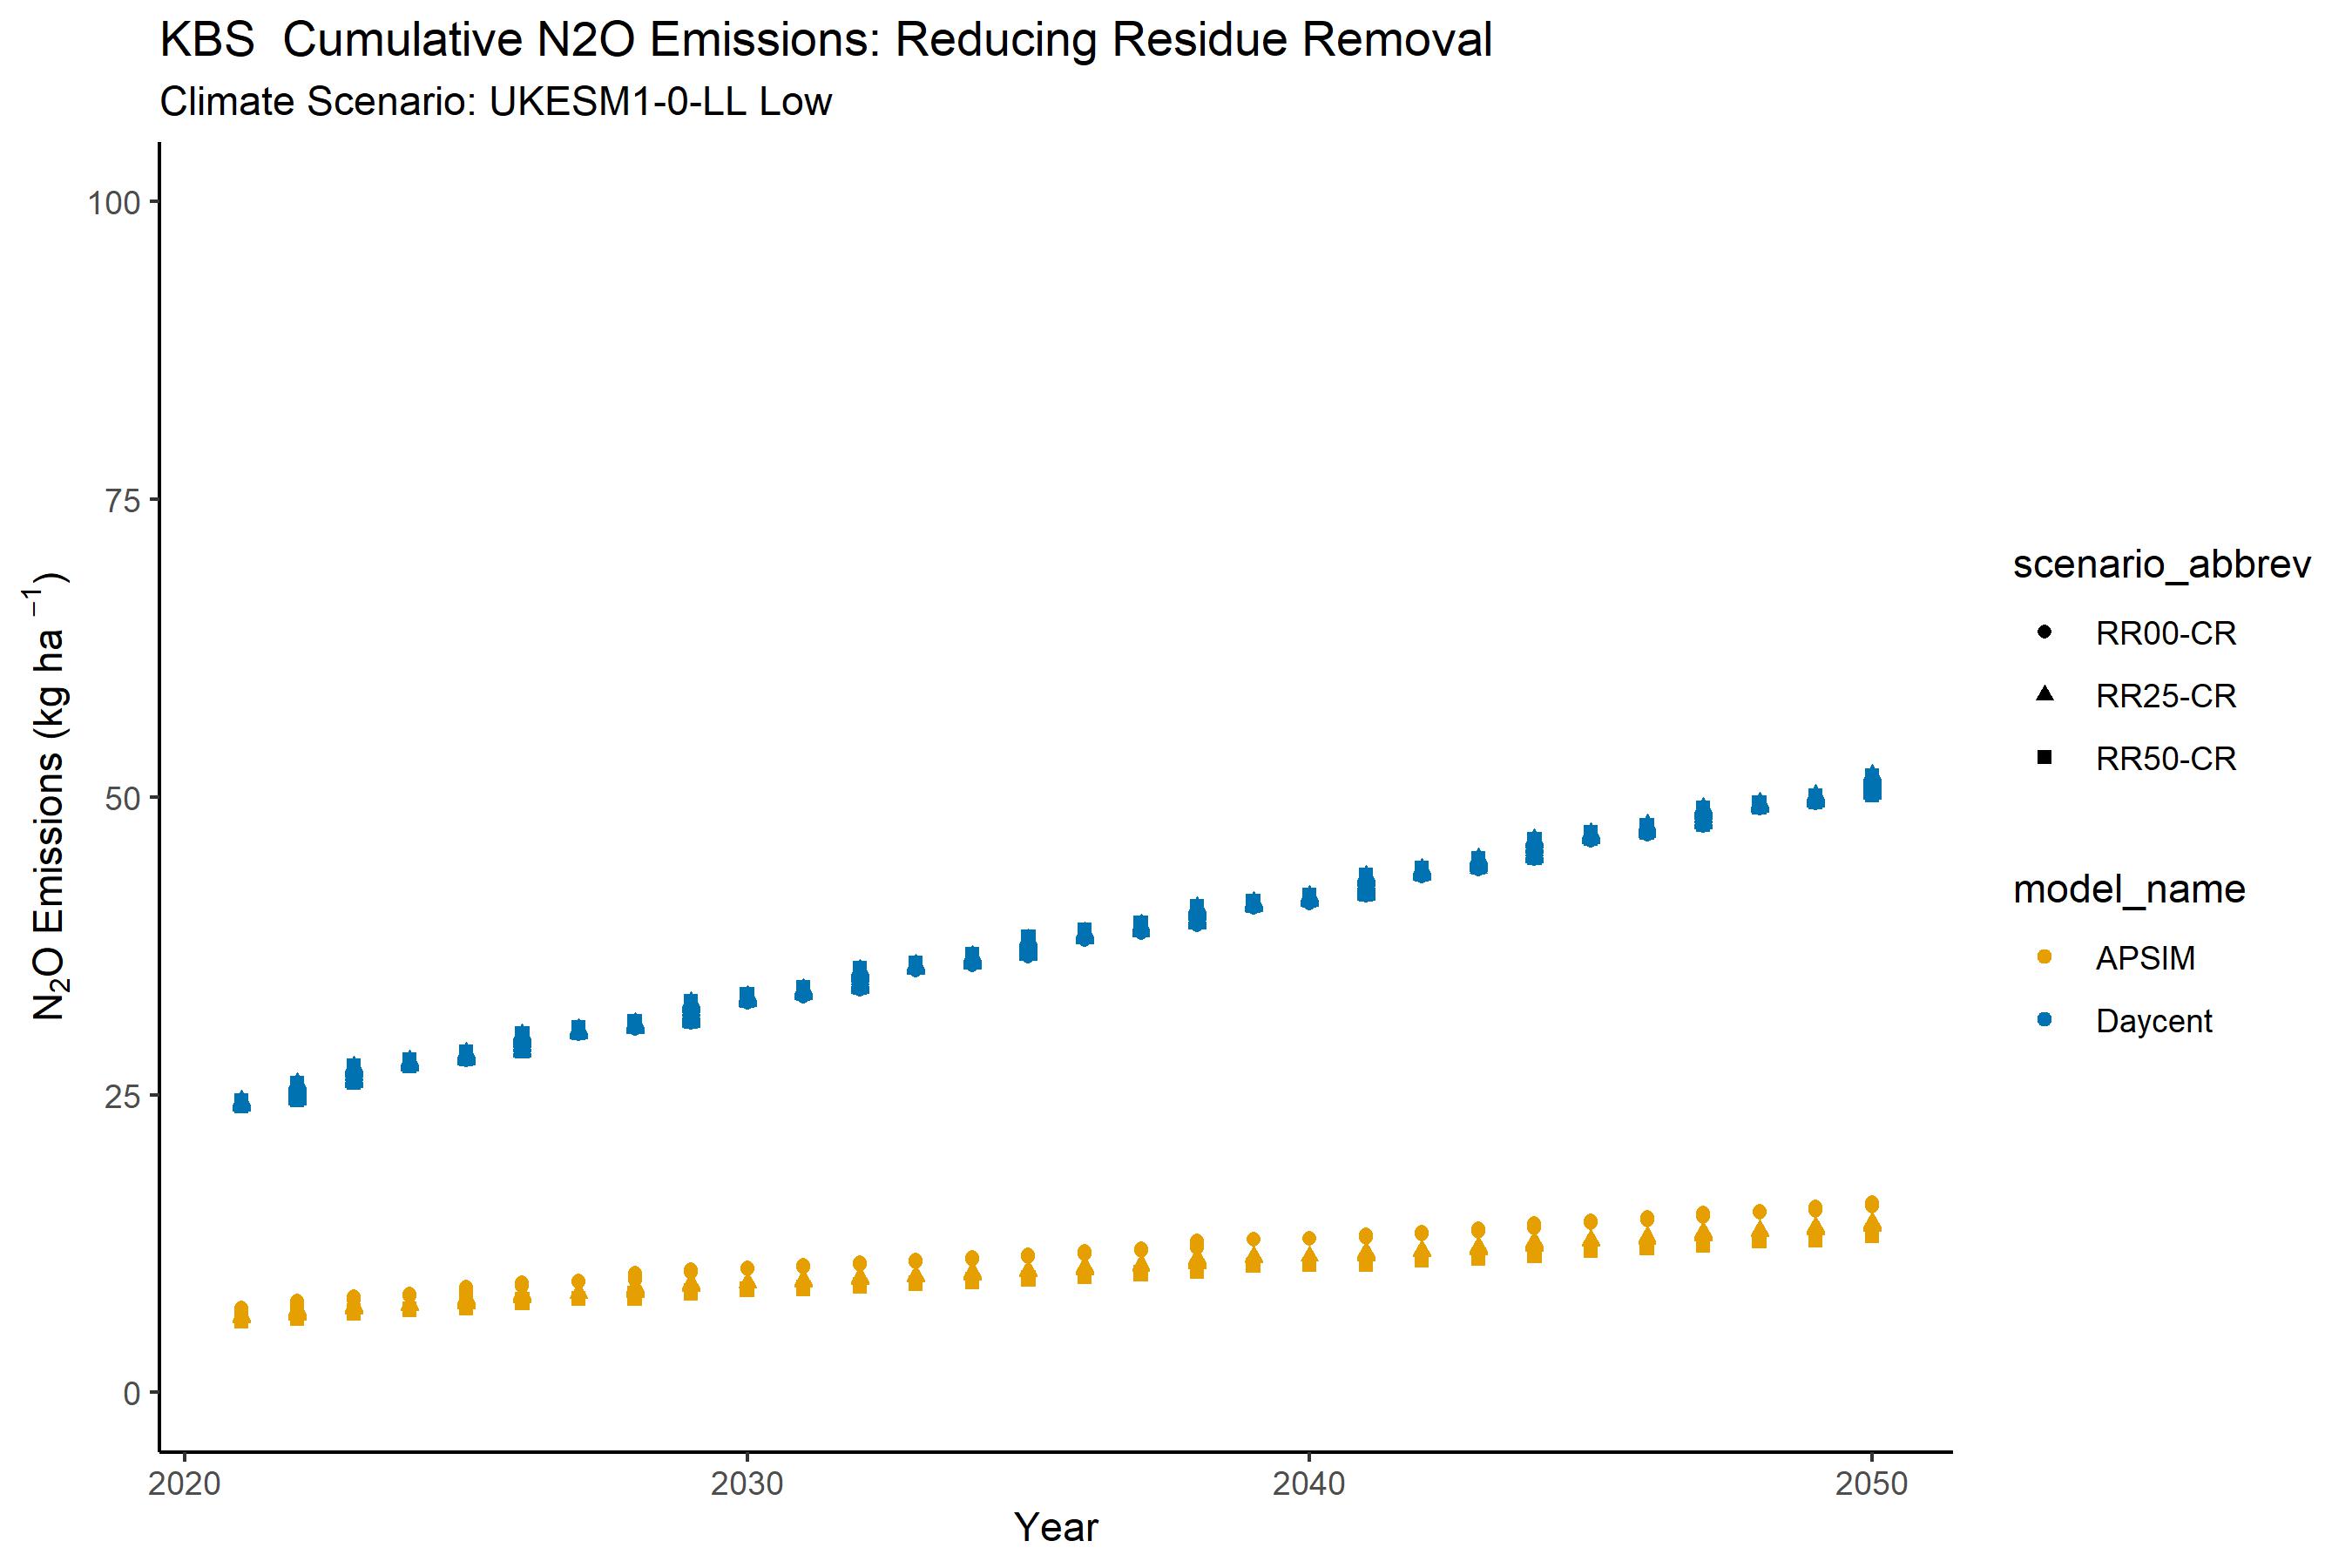 KBS  Cumulative N2O Emissions: Reducing Residue Removal
Climate Scenario: UKESM1-0-LL Low
N₂O Emissions (kg ha ⁻¹)
100
75
50
25
0
2020 2030 2040 2050
Year
scenario_abbrev
RR00-CR
RR25-CR
RR50-CR
model_name
APSIM
Daycent